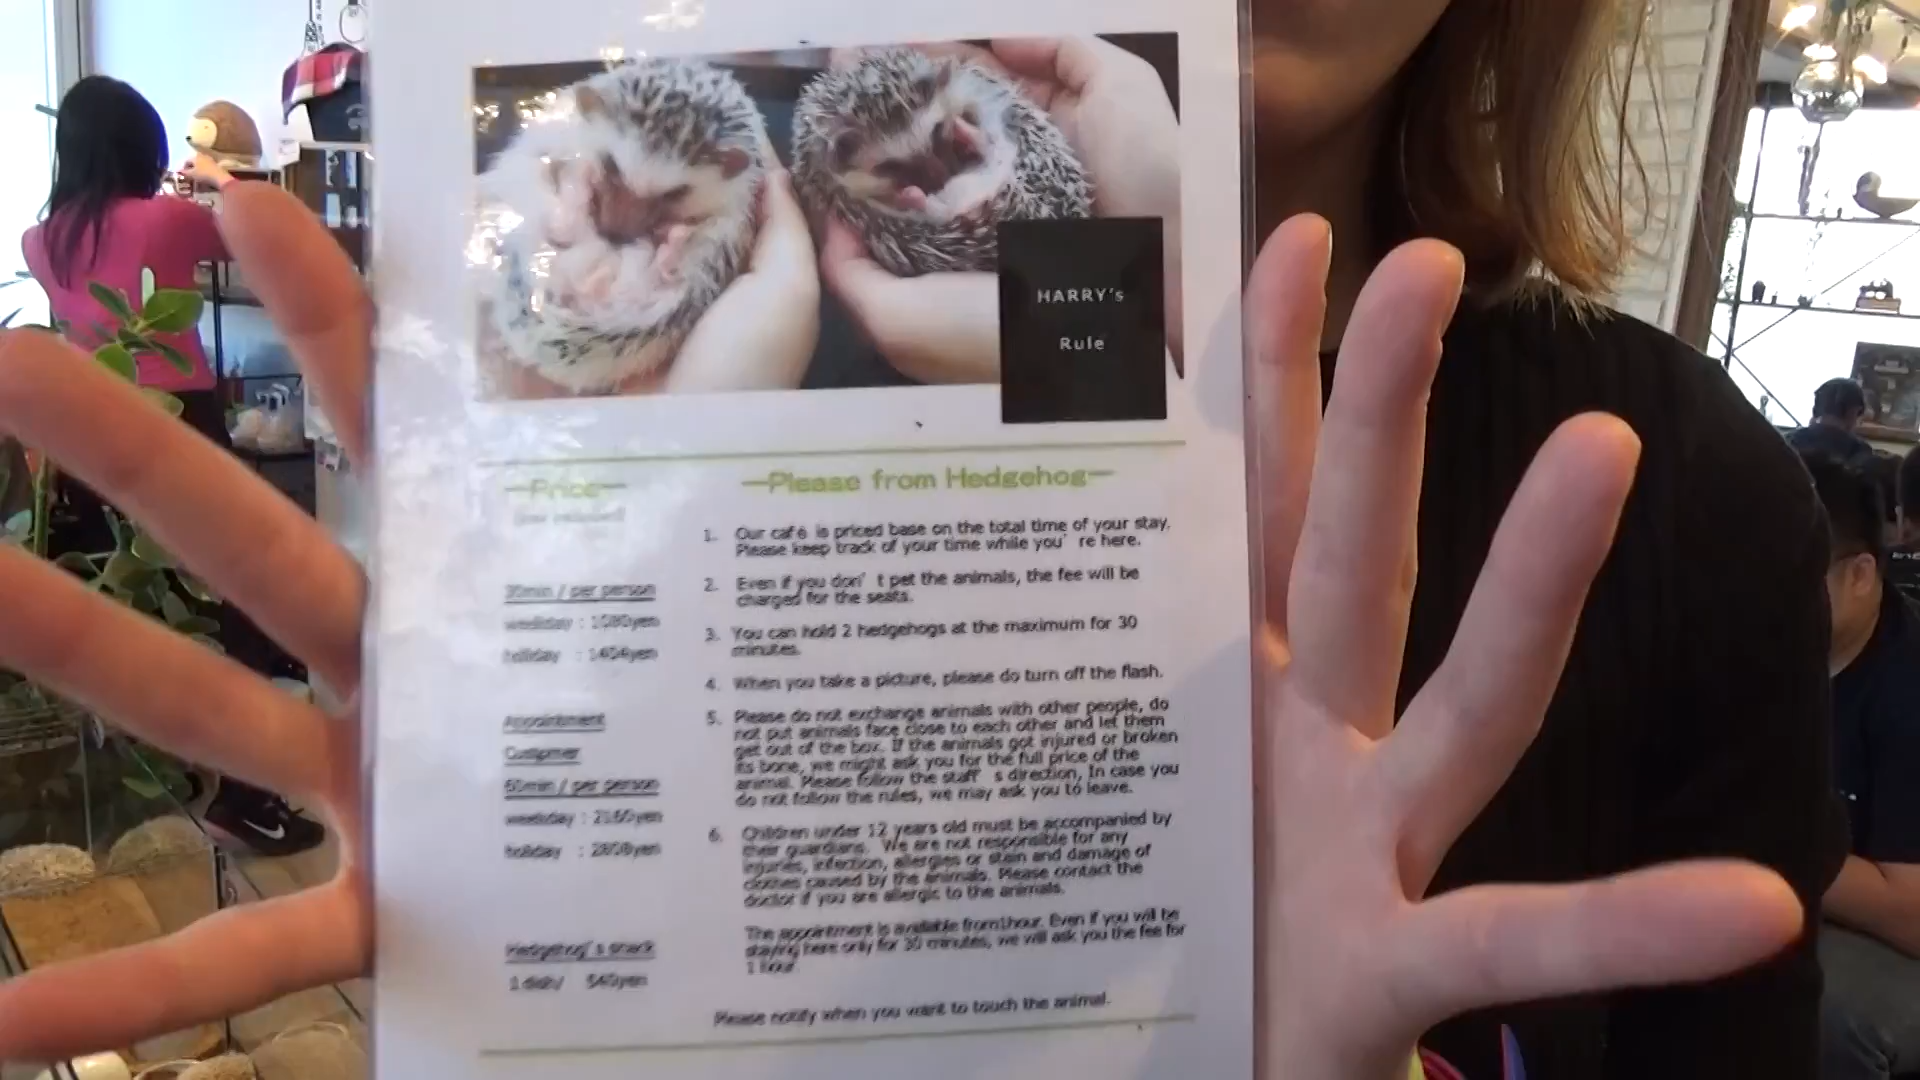 HARRY's
Rule
—Price—
—Please from Hedgehog—
30min / per person
weekday : 1080yen
holiday : 1404yen
Appointment
Customer
60min / per person
weekday : 2160yen
holiday : 2808yen
Hedgehog's snack
1 dish/ 540yen
1. Our café is priced base on the total time of your stay.
Please keep track of your time while you' re here.
2. Even if you don' t pet the animals, the fee will be
charged for the seats.
3. You can hold 2 hedgehogs at the maximum for 30
minutes.
4. When you take a picture, please do turn off the flash.
5. Please do not exchange animals with other people, do
not put animals face close to each other and let them
get out of the box. If the animals got injured or broken
its bone, we might ask you for the full price of the
animal. Please follow the staff' s direction, In case you
do not follow the rules, we may ask you to leave.
6. Children under 12 years old must be accompanied by
their guardians. We are not responsible for any
injuries, infection, allergies or stain and damage of
clothes caused by the animals. Please contact the
doctor if you are allergic to the animals.
The appointment is available from1hour. Even if you will be
staying here only for 30 minutes, we will ask you the fee for
1 hour.
Please notify when you want to touch the animal.